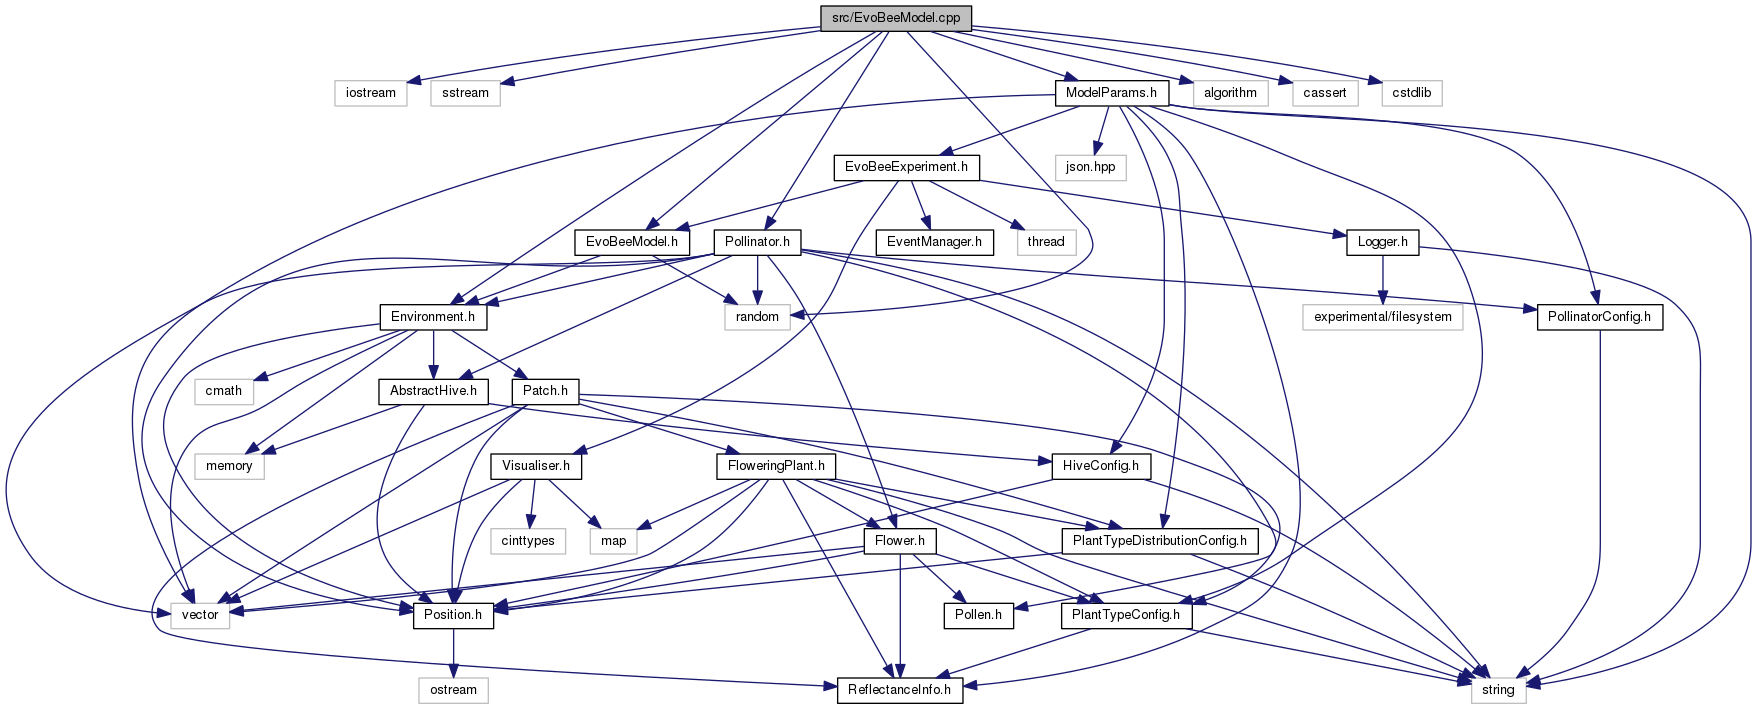 src/EvoBeeModel.cpp
iostream
sstream
ModelParams.h
algorithm
cassert
cstdlib
EvoBeeExperiment.h
json.hpp
EvoBeeModel.h
Pollinator.h
EventManager.h
thread
Logger.h
Environment.h
random
experimental/filesystem
PollinatorConfig.h
cmath
AbstractHive.h
Patch.h
memory
Visualiser.h
FloweringPlant.h
HiveConfig.h
cinttypes
map
Flower.h
PlantTypeDistributionConfig.h
vector
Position.h
Pollen.h
PlantTypeConfig.h
ostream
ReflectanceInfo.h
string